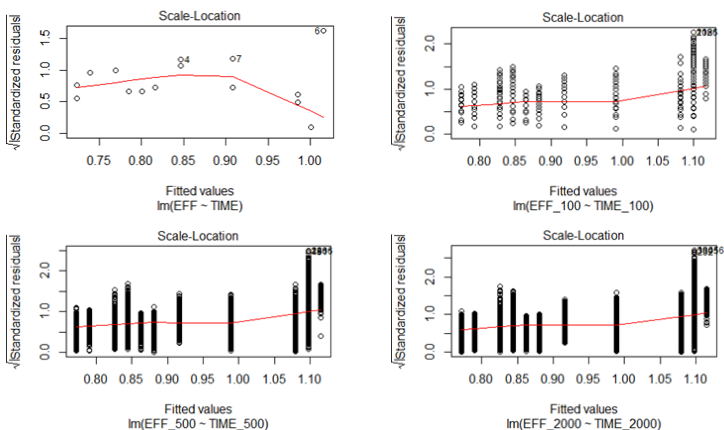 Scale-Location
√|Standardized residuals|
0.0 0.5 1.0 1.5
6
4
7
0.75 0.80 0.85 0.90 0.95 1.00
Fitted values
lm(EFF ~ TIME)
Scale-Location
√|Standardized residuals|
0.0 1.0 2.0
0.80 0.85 0.90 0.95 1.00 1.05 1.10
Fitted values
lm(EFF_100 ~ TIME_100)
Scale-Location
√|Standardized residuals|
0.0 1.0 2.0
0.80 0.85 0.90 0.95 1.00 1.05 1.10
Fitted values
lm(EFF_500 ~ TIME_500)
Scale-Location
√|Standardized residuals|
0.0 1.0 2.0
0.80 0.85 0.90 0.95 1.00 1.05 1.10
Fitted values
lm(EFF_2000 ~ TIME_2000)